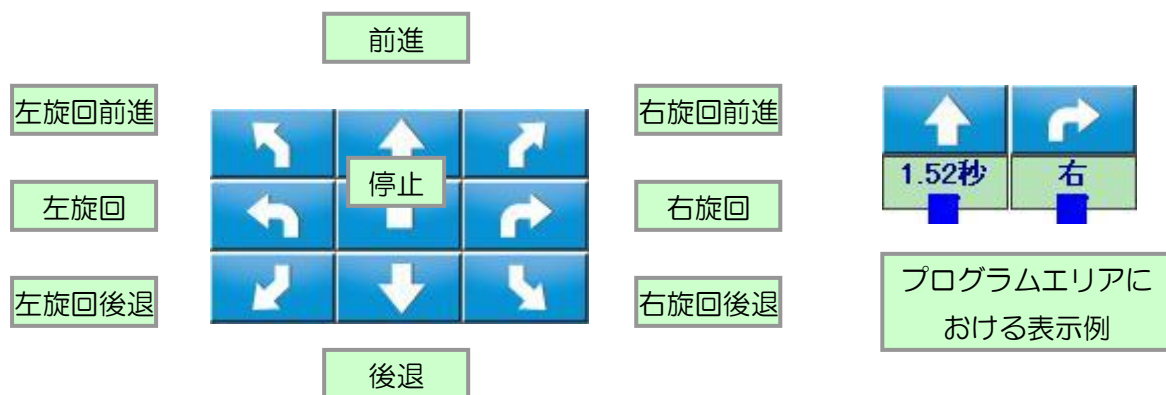 前進
左旋回前進
右旋回前進
停止
1.52秒
右
左旋回
右旋回
左旋回後退
右旋回後退
プログラムエリアに
おける表示例
後退